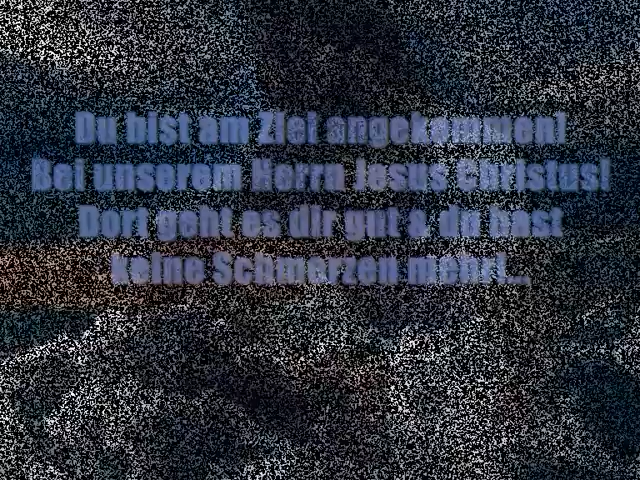 Du bist am Ziel angekommen!
Bei unserem Herrn Jesus Christus!
Dort geht es dir gut & du hast
keine Schmerzen mehr!...